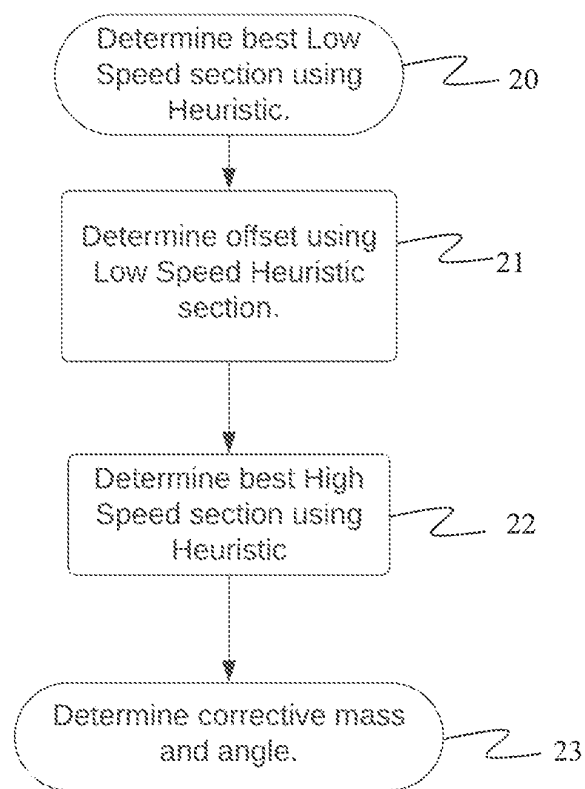 Determine best Low
Speed section using
Heuristic.
20
Determine offset using
Low Speed Heuristic
section.
21
Determine best High
Speed section using
Heuristic
22
Determine corrective mass
and angle.
23